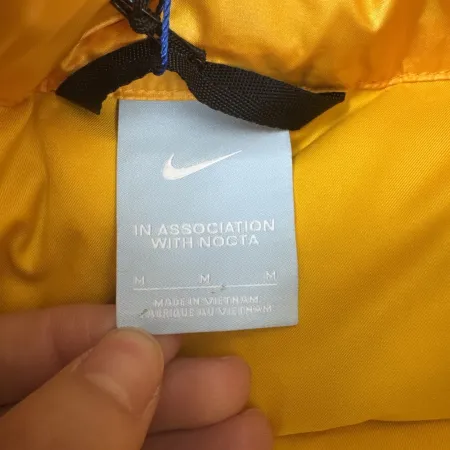 IN ASSOCIATION
WITH NOCTA
M M M
MADE IN VIETNAM
FABRIQUÉ AU VIETNAM